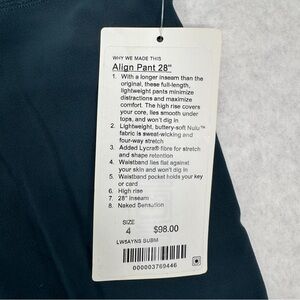 WHY WE MADE THIS
Align Pant 28"
1. With a longer inseam than the
original, these full-length,
lightweight pants minimize
distractions and maximize
comfort. The high rise covers
your core, lies smooth under
tops, and won't dig in
2. Lightweight, buttery-soft Nulu™
fabric is sweat-wicking and
four-way stretch
3. Added Lycra® fibre for stretch
and shape retention
4. Waistband lies flat against
your skin and won't dig in
5. Waistband pocket holds your key
or card
6. High rise
7. 28" inseam
8. Naked Sensation
SIZE
4 $98.00
LW5AYNS SUBM
000003769446